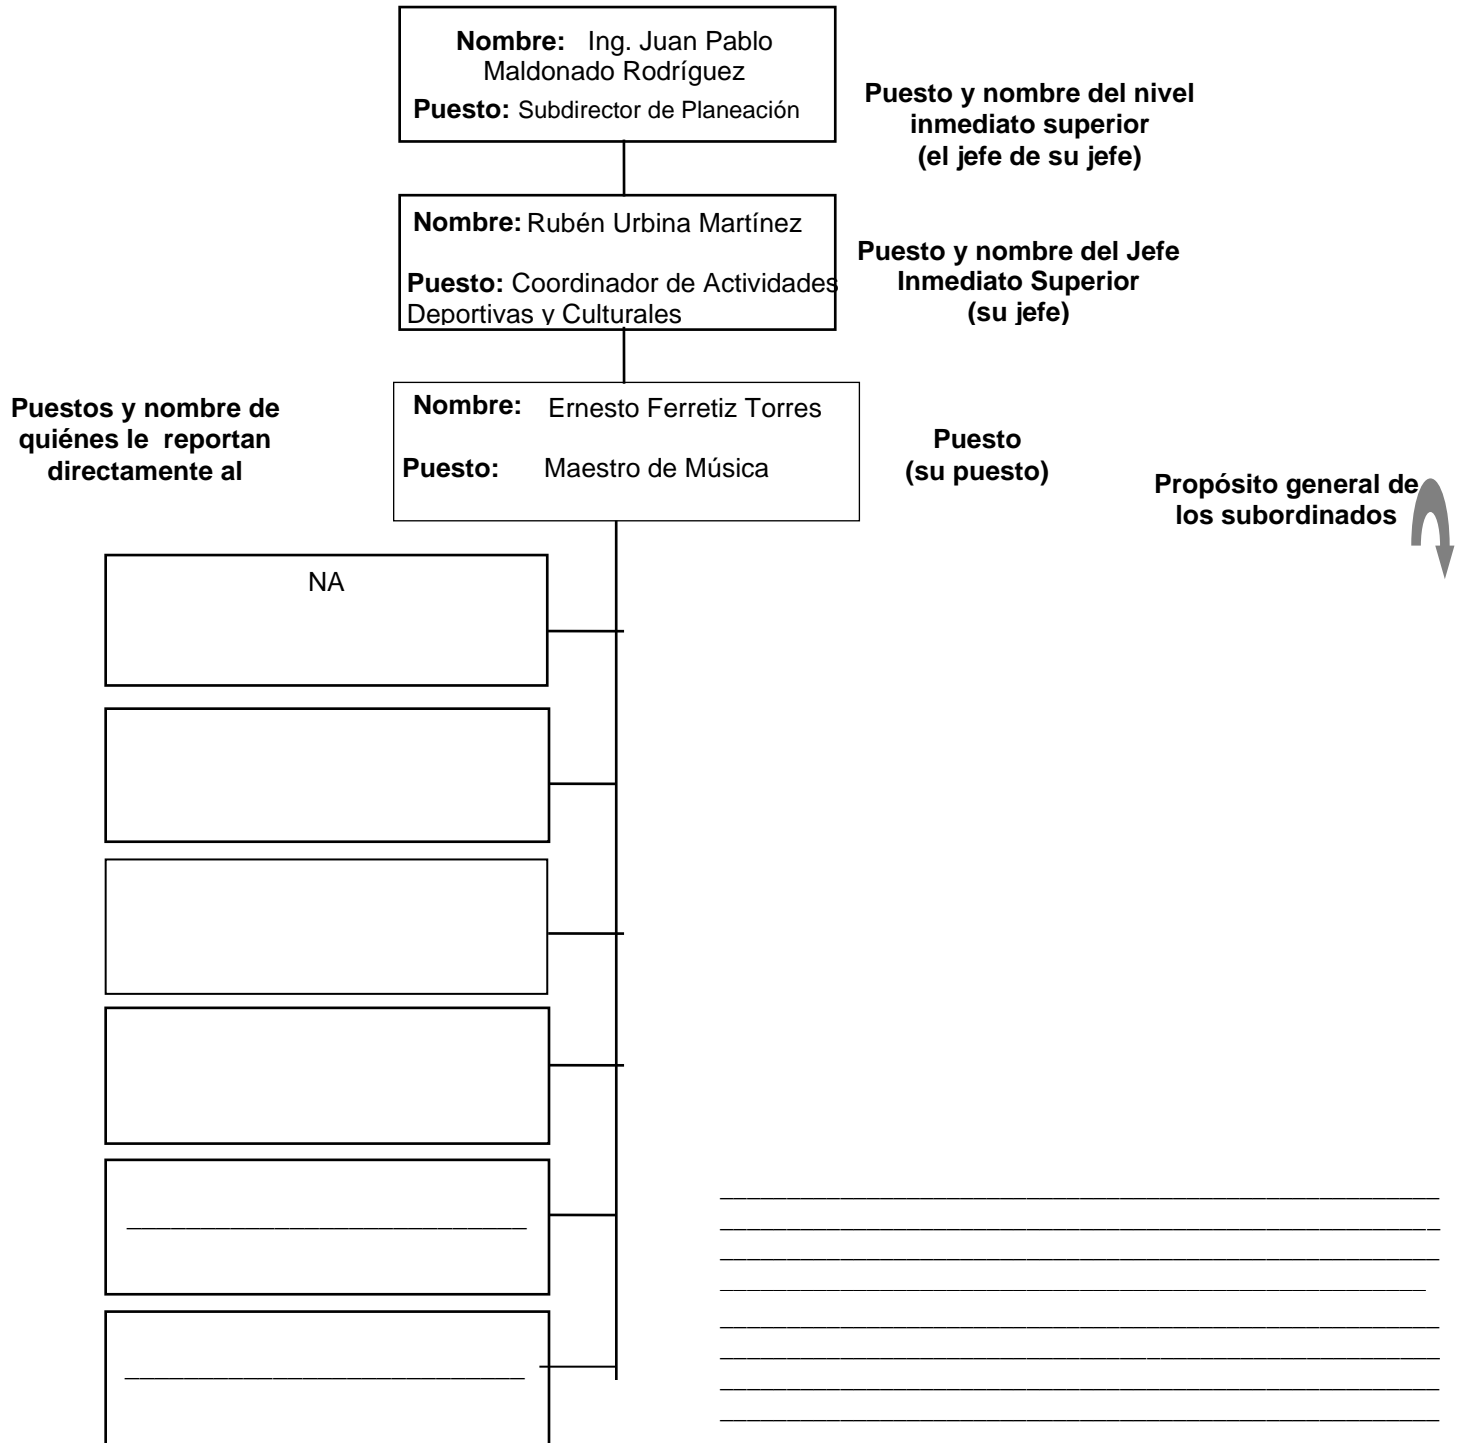 Nombre: Ing. Juan Pablo
Maldonado Rodríguez
Puesto: Subdirector de Planeación
Puesto y nombre del nivel
inmediato superior
(el jefe de su jefe)
Nombre: Rubén Urbina Martínez
Puesto: Coordinador de Actividades
Deportivas y Culturales
Puesto y nombre del Jefe
Inmediato Superior
(su jefe)
Puestos y nombre de
quiénes le reportan
directamente al
Nombre: Ernesto Ferretiz Torres
Puesto: Maestro de Música
Puesto
(su puesto)
Propósito general de
los subordinados
NA